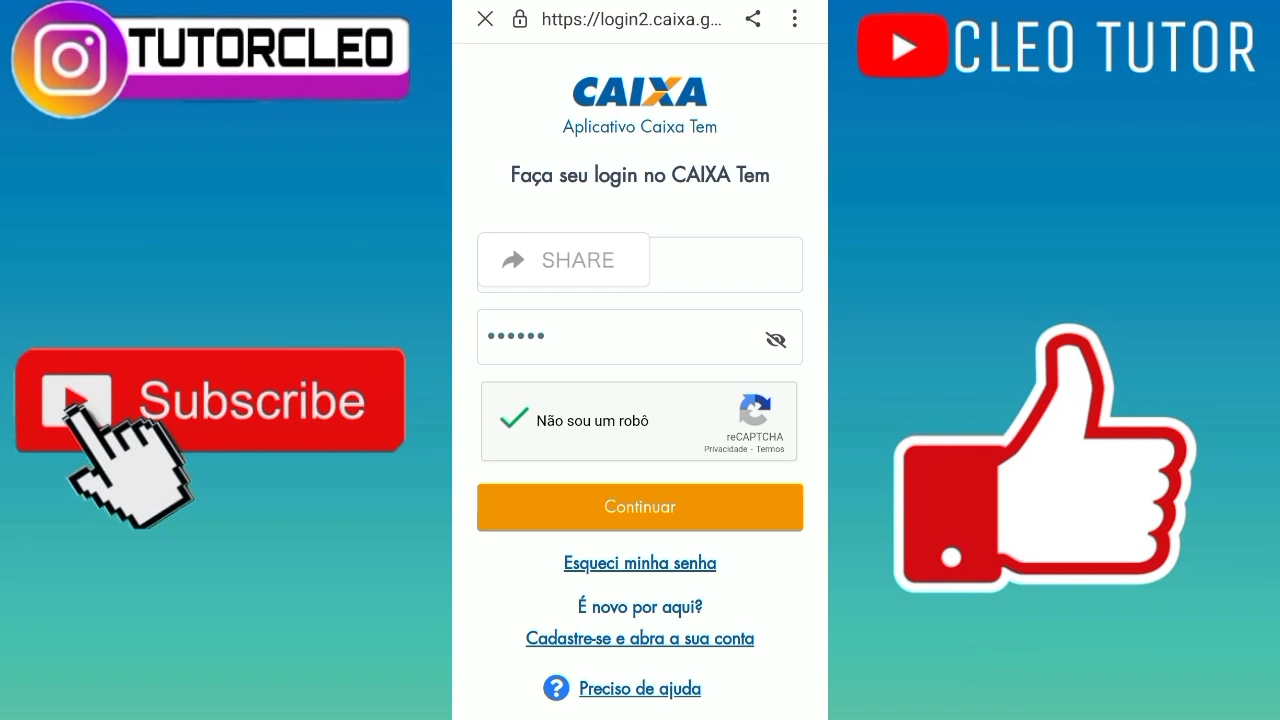 TUTORCLEO
https://login2.caixa.g...
CLEO TUTOR
CAIXA
Aplicativo Caixa Tem
Faça seu login no CAIXA Tem
SHARE
••••••
Não sou um robô
reCAPTCHA
Privacidade - Termos
Subscribe
Continuar
Esqueci minha senha
É novo por aqui?
Cadastre-se e abra a sua conta
? Preciso de ajuda